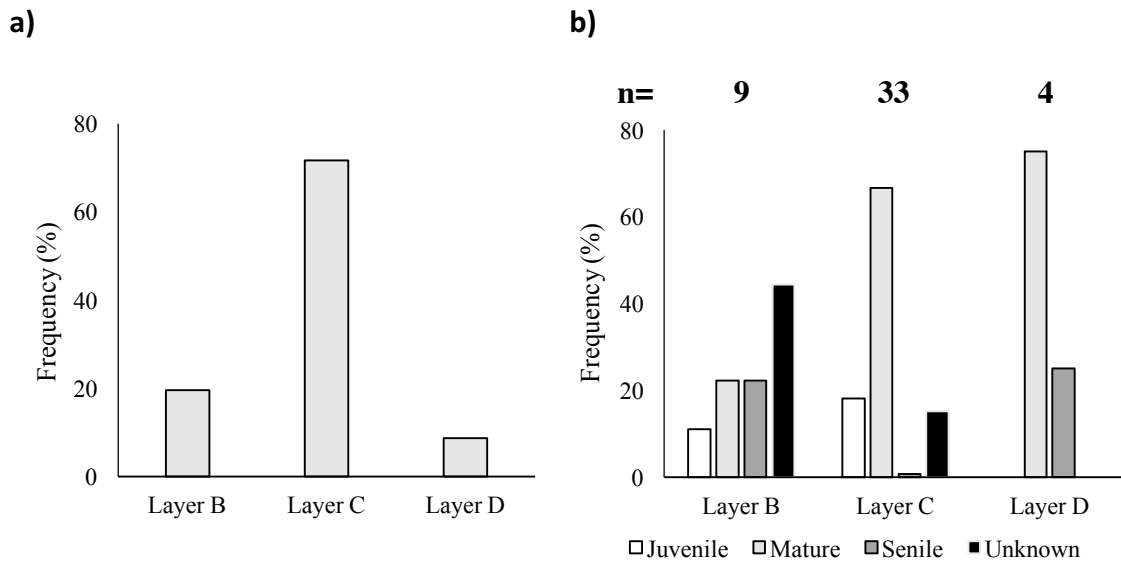 a)
Frequency (%)
80
60
40
20
0
Layer B Layer C Layer D
b)
n= 9 33 4
Frequency (%)
80
60
40
20
0
Layer B Layer C Layer D
Juvenile Mature Senile Unknown